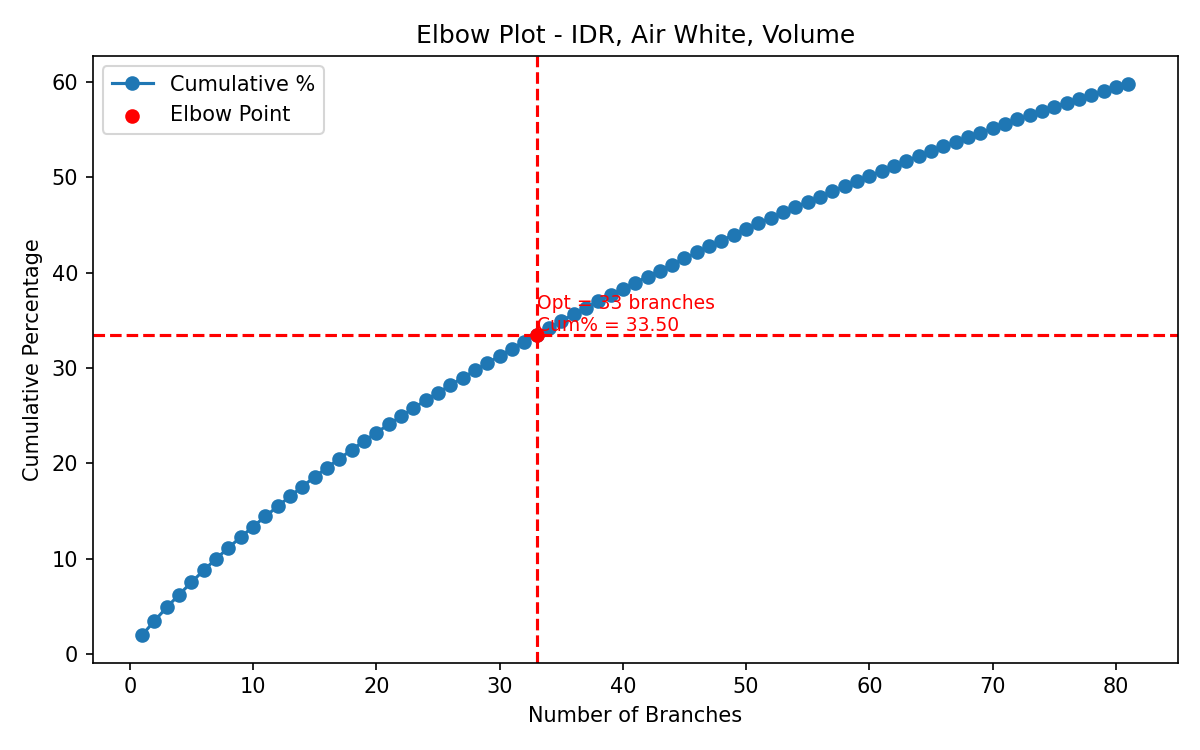 Elbow Plot - IDR, Air White, Volume
Cumulative %
Elbow Point
Cumulative Percentage
60
50
40
30
20
10
0
Opt = 33 branches
Cum% = 33.50
0 10 20 30 40 50 60 70 80
Number of Branches